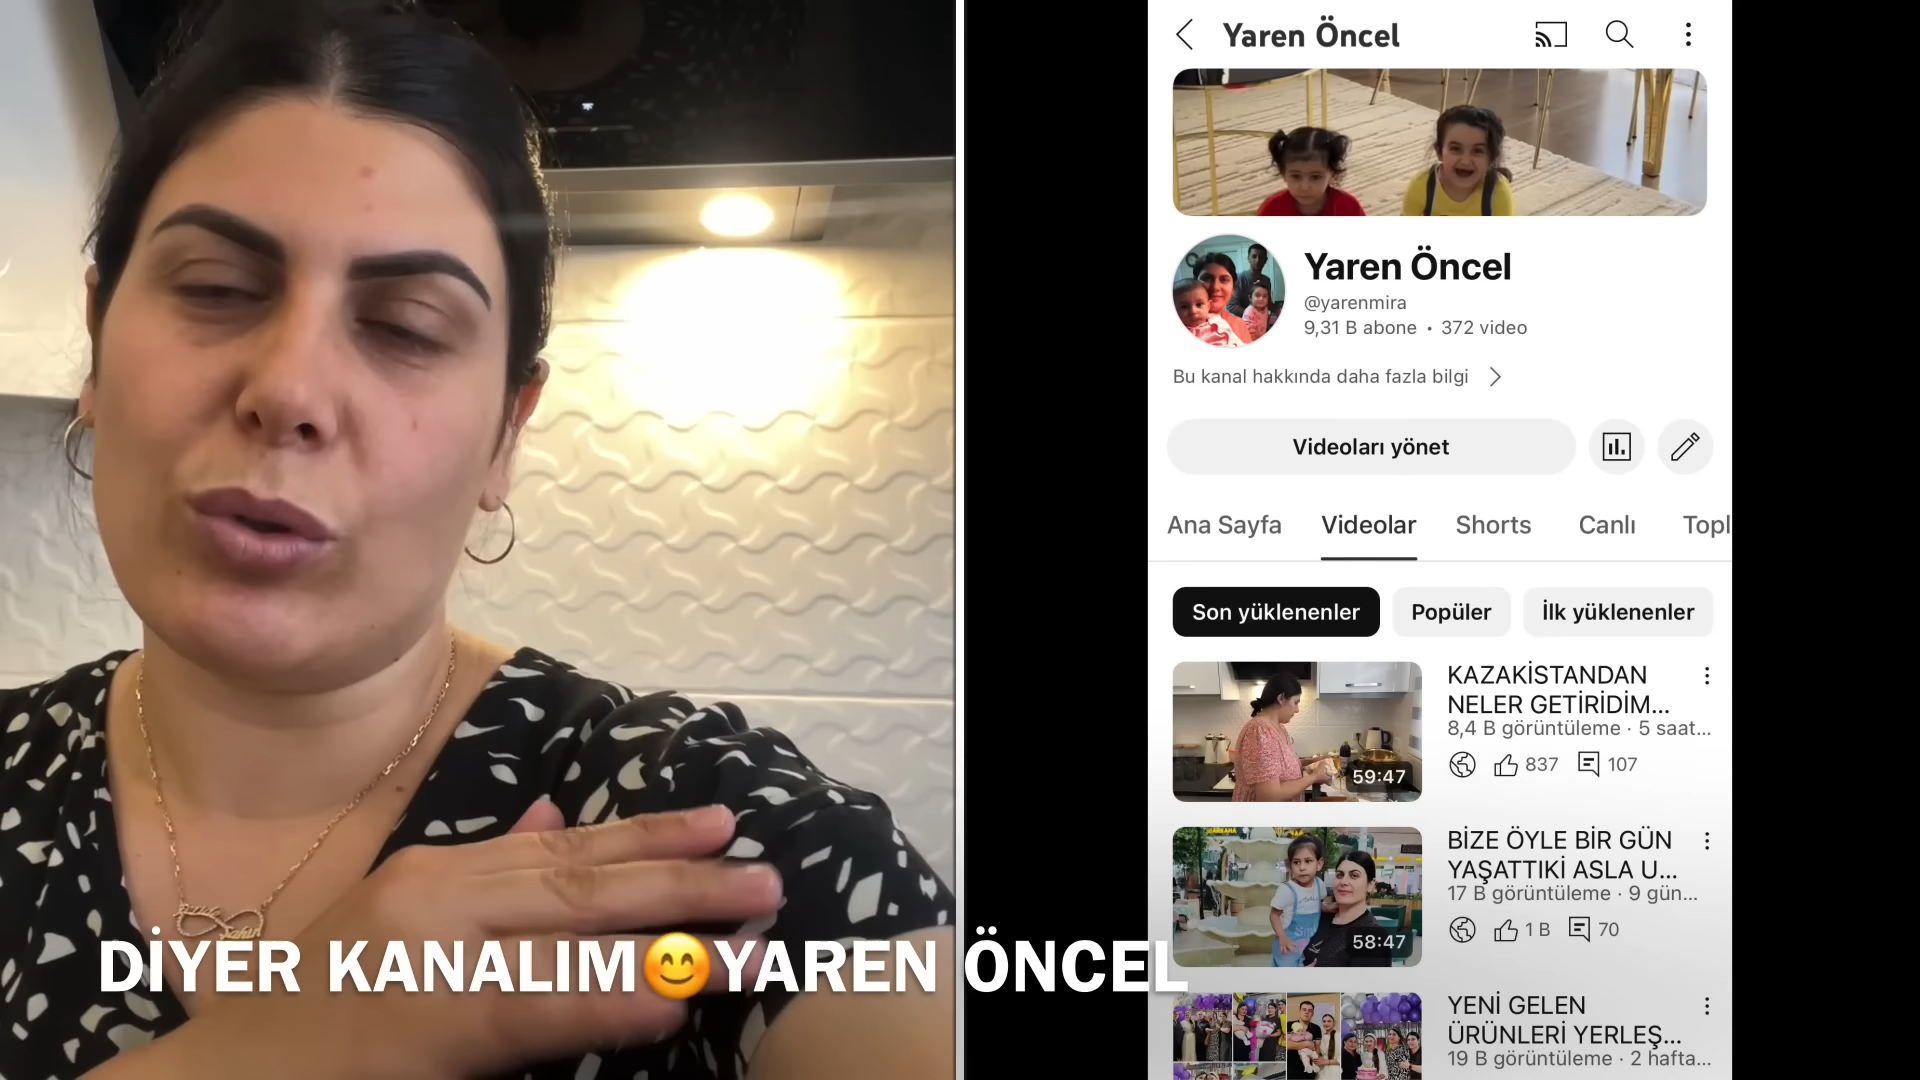 Yaren Öncel
Yaren Öncel
@yarenmira
9,31 B abone • 372 video
Bu kanal hakkında daha fazla bilgi
Videoları yönet
Ana Sayfa Videolar Shorts Canlı Topl
Son yüklenenler Popüler İlk yüklenenler
KAZAKİSTANDAN
NELER GETİRİDİM...
8,4 B görüntüleme · 5 saat...
837 107
59:47
BİZE ÖYLE BİR GÜN
YAŞATTIKİ ASLA U...
17 B görüntüleme · 9 gün...
1 B 70
58:47
YENİ GELEN
ÜRÜNLERİ YERLEŞ...
19 B görüntüleme · 2 hafta...
DİYER KANALIM😊YAREN ÖNCEL